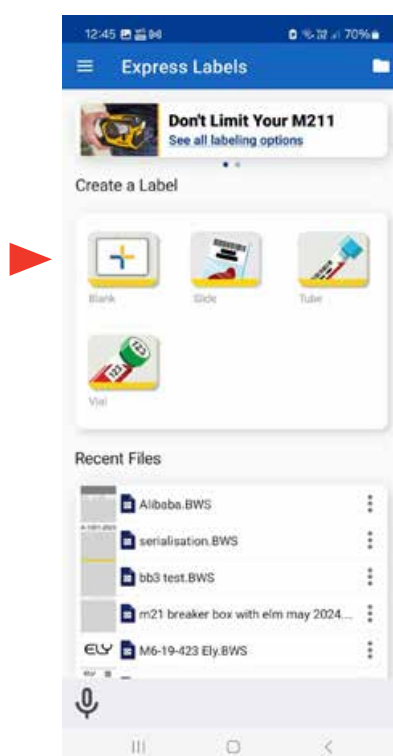 12:45
70%
Express Labels
Don't Limit Your M211
See all labeling options
Create a Label
Blank
Slide
Tube
Vial
Recent Files
Alibaba.BWS
serialisation.BWS
bb3 test.BWS
m21 breaker box with elm may 2024...
ELY M6-19-423 Ely.BWS